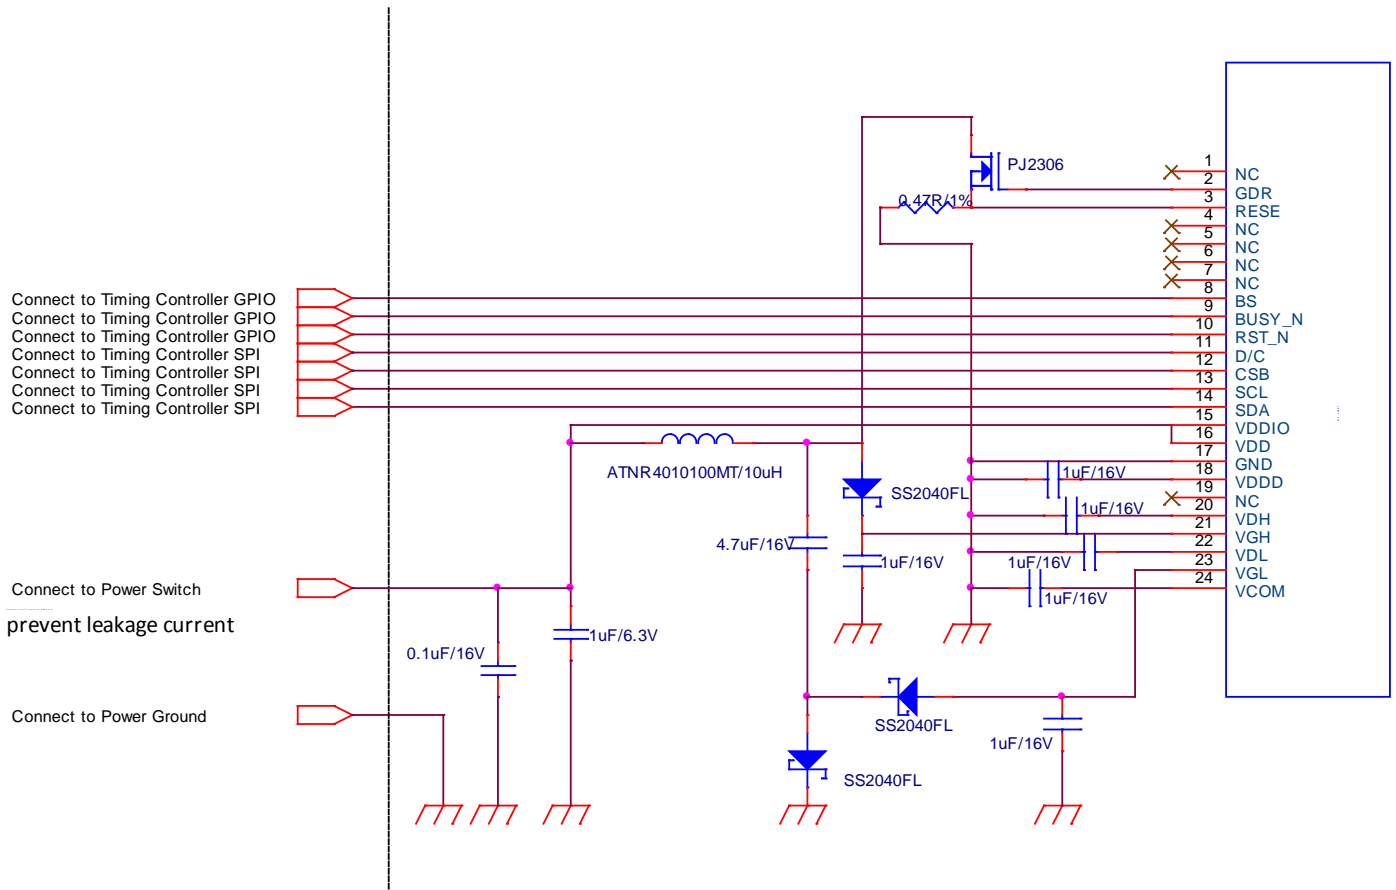 PJ2306
0.47R/1%
1
NC
2
GDR
3
RESE
4
NC
5
NC
6
NC
7
NC
8
BS
9
BUSY_N
10
RST_N
11
D/C
12
CSB
13
SCL
14
SDA
15
VDDIO
16
VDD
17
GND
18
VDDD
19
NC
20
VDH
21
VGH
22
VDL
23
VGL
24
VCOM
Connect to Timing Controller GPIO
Connect to Timing Controller GPIO
Connect to Timing Controller GPIO
Connect to Timing Controller SPI
Connect to Timing Controller SPI
Connect to Timing Controller SPI
Connect to Timing Controller SPI
ATNR4010100MT/10uH
1uF/16V
SS2040FL
1uF/16V
4.7uF/16V
1uF/16V
1uF/16V
1uF/16V
Connect to Power Switch
prevent leakage current
1uF/6.3V
0.1uF/16V
Connect to Power Ground
SS2040FL
1uF/16V
SS2040FL